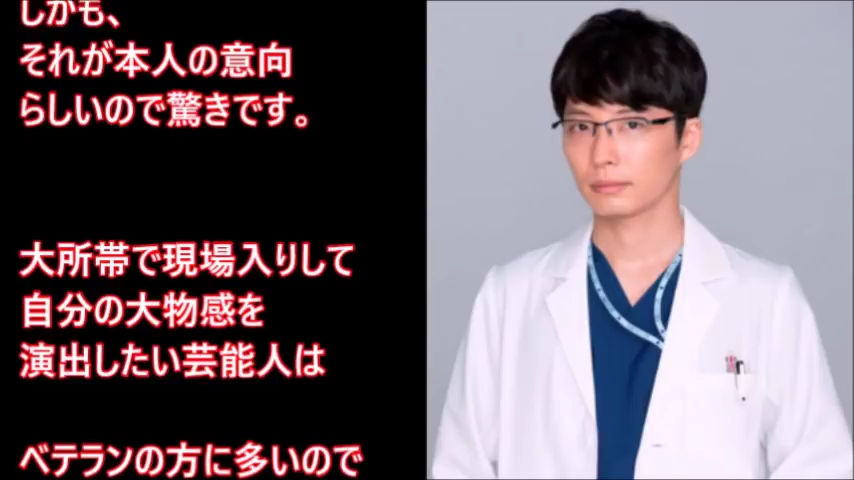 しかも、
それが本人の意向
らしいので驚きです。
大所帯で現場入りして
自分の大物感を
演出したい芸能人は
ベテランの方に多いので